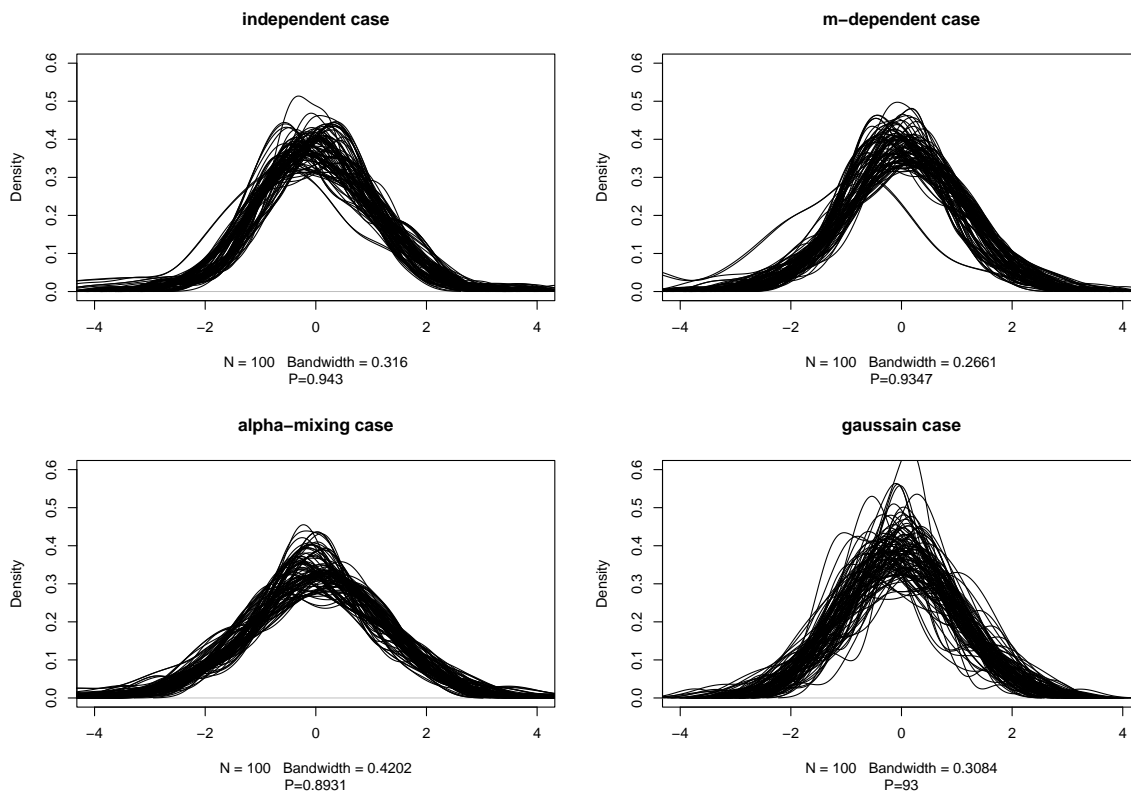 independent case
0.6
0.5
0.4
0.3
0.2
0.1
0.0
Density
−4 −2 0 2 4
N = 100 Bandwidth = 0.316
P=0.943
m−dependent case
0.6
0.5
0.4
0.3
0.2
0.1
0.0
Density
−4 −2 0 2 4
N = 100 Bandwidth = 0.2661
P=0.9347
alpha−mixing case
0.6
0.5
0.4
0.3
0.2
0.1
0.0
Density
−4 −2 0 2 4
N = 100 Bandwidth = 0.4202
P=0.8931
gaussain case
0.6
0.5
0.4
0.3
0.2
0.1
0.0
Density
−4 −2 0 2 4
N = 100 Bandwidth = 0.3084
P=93